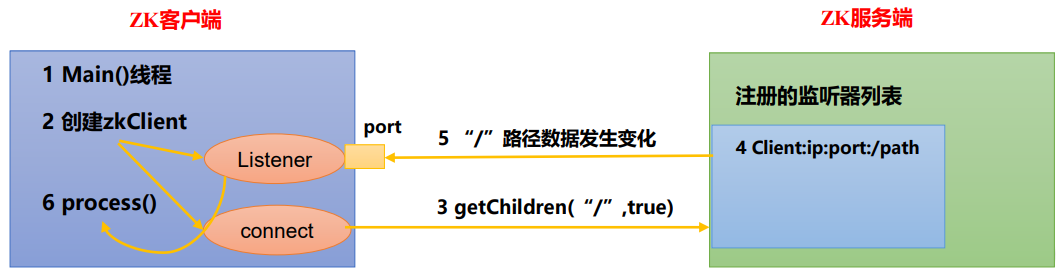 ZK客户端
ZK服务端
1 Main()线程
2 创建zkClient
Listener
port
6 process()
connect
5 “/”路径数据发生变化
3 getChildren(“/”,true)
注册的监听器列表
4 Client:ip:port:/path